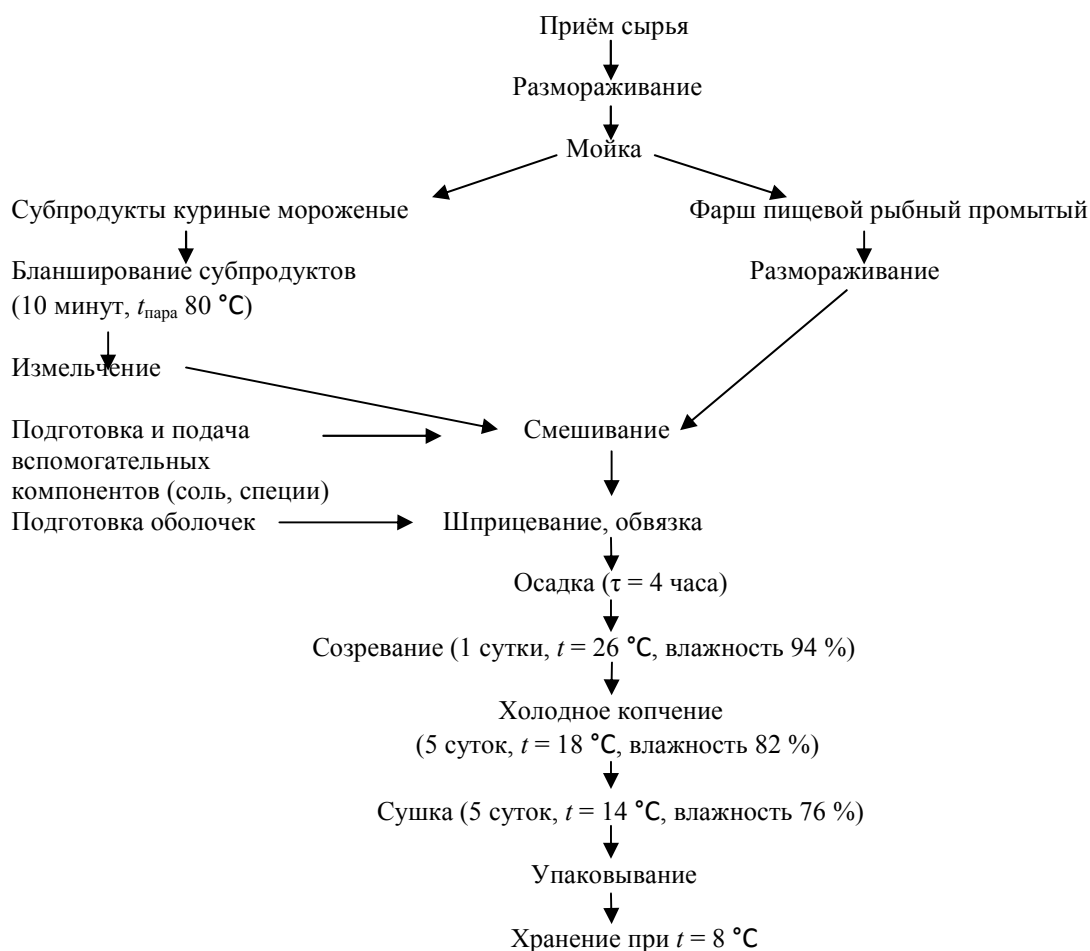 Приём сырья
Размораживание
Мойка
Субпродукты куриные мороженые
Фарш пищевой рыбный промытый
Бланширование субпродуктов
(10 минут, tпара 80 °C)
Размораживание
Измельчение
Подготовка и подача
вспомогательных
компонентов (соль, специи)
Смешивание
Подготовка оболочек
Шприцевание, обвязка
Осадка (τ = 4 часа)
Созревание (1 сутки, t = 26 °C, влажность 94 %)
Холодное копчение
(5 суток, t = 18 °C, влажность 82 %)
Сушка (5 суток, t = 14 °C, влажность 76 %)
Упаковывание
Хранение при t = 8 °C